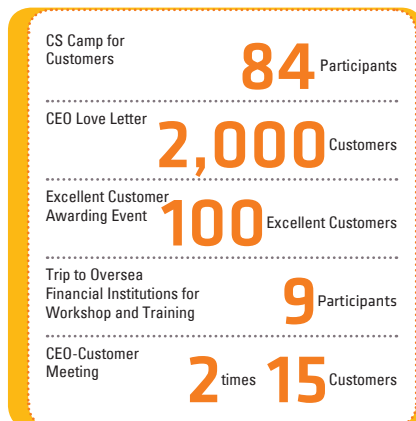 CS Camp for
Customers
84 Participants
CEO Love Letter
2,000 Customers
Excellent Customer
Awarding Event
100 Excellent Customers
Trip to Oversea
Financial Institutions for
Workshop and Training
9 Participants
CEO-Customer
Meeting
2 times 15 Customers